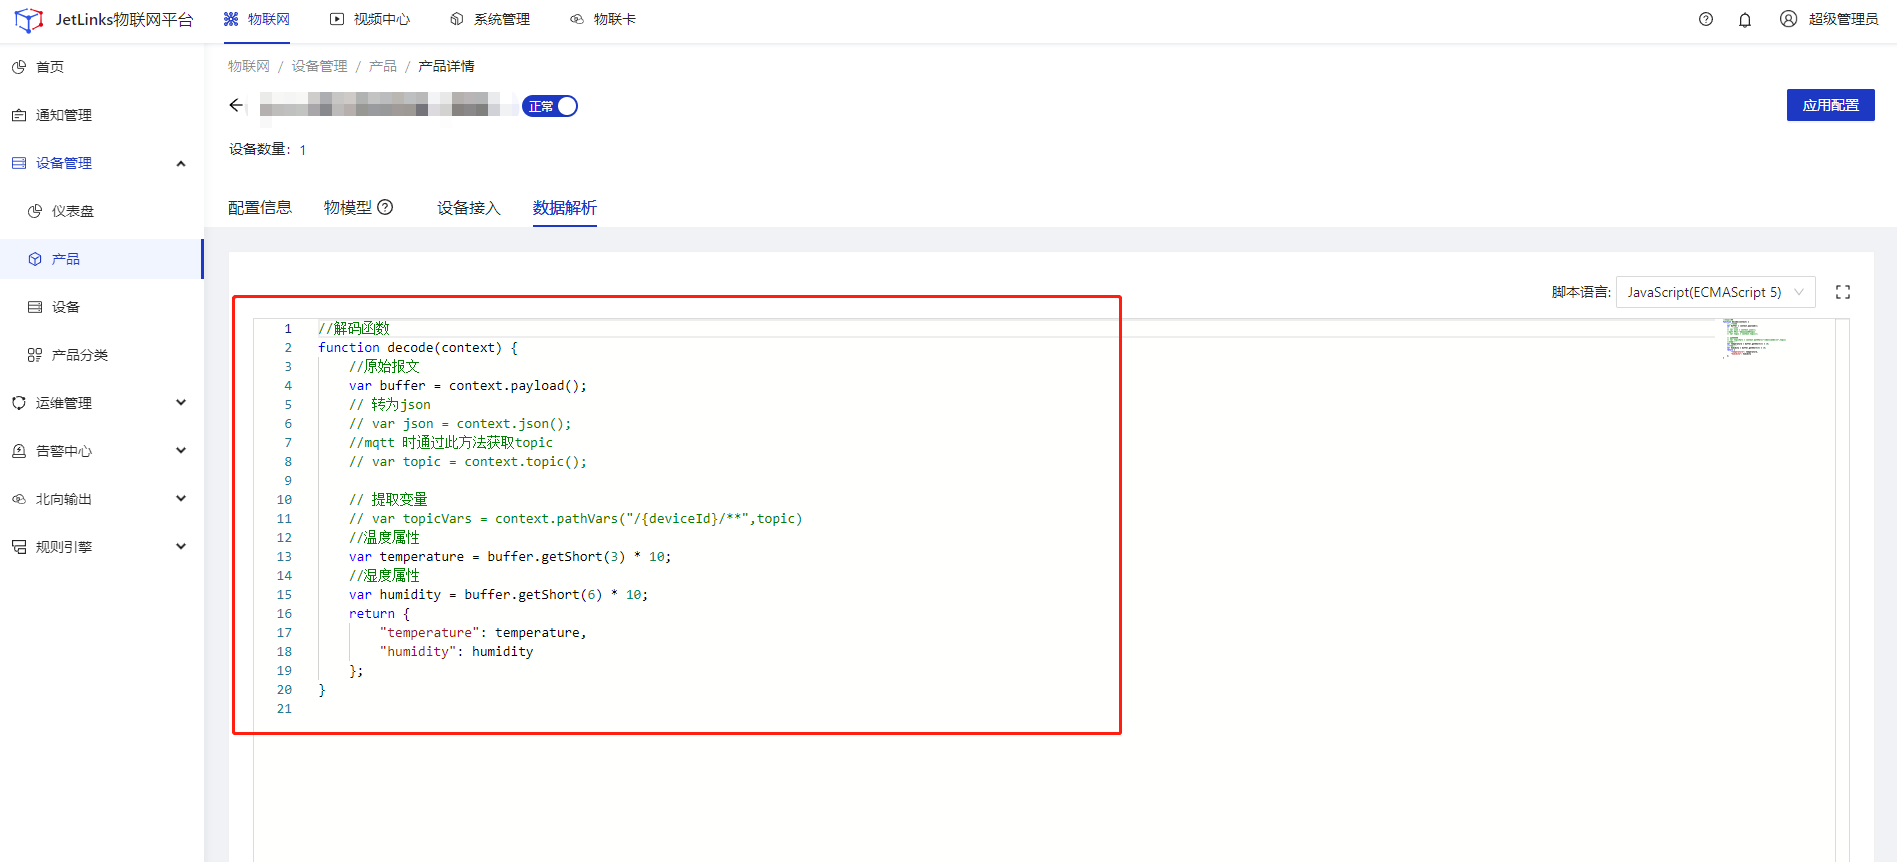 JetLinks物联网平台 物联网 视频中心 系统管理 物联卡 超级管理员
首页
通知管理
设备管理
仪表盘
产品
设备
产品分类
运维管理
告警中心
北向输出
规则引擎
物联网 / 设备管理 / 产品 / 产品详情
正常
应用配置
设备数量: 1
配置信息 物模型 设备接入 数据解析
脚本语言: JavaScript(ECMAScript 5)
1 //解码函数
2 function decode(context) {
3 //原始报文
4 var buffer = context.payload();
5 // 转为json
6 // var json = context.json();
7 //mqtt 时通过此方法获取topic
8 // var topic = context.topic();
9
10 // 提取变量
11 // var topicVars = context.pathVars("/{deviceId}/**",topic)
12 //温度属性
13 var temperature = buffer.getShort(3) * 10;
14 //湿度属性
15 var humidity = buffer.getShort(6) * 10;
16 return {
17 "temperature": temperature,
18 "humidity": humidity
19 };
20 }
21